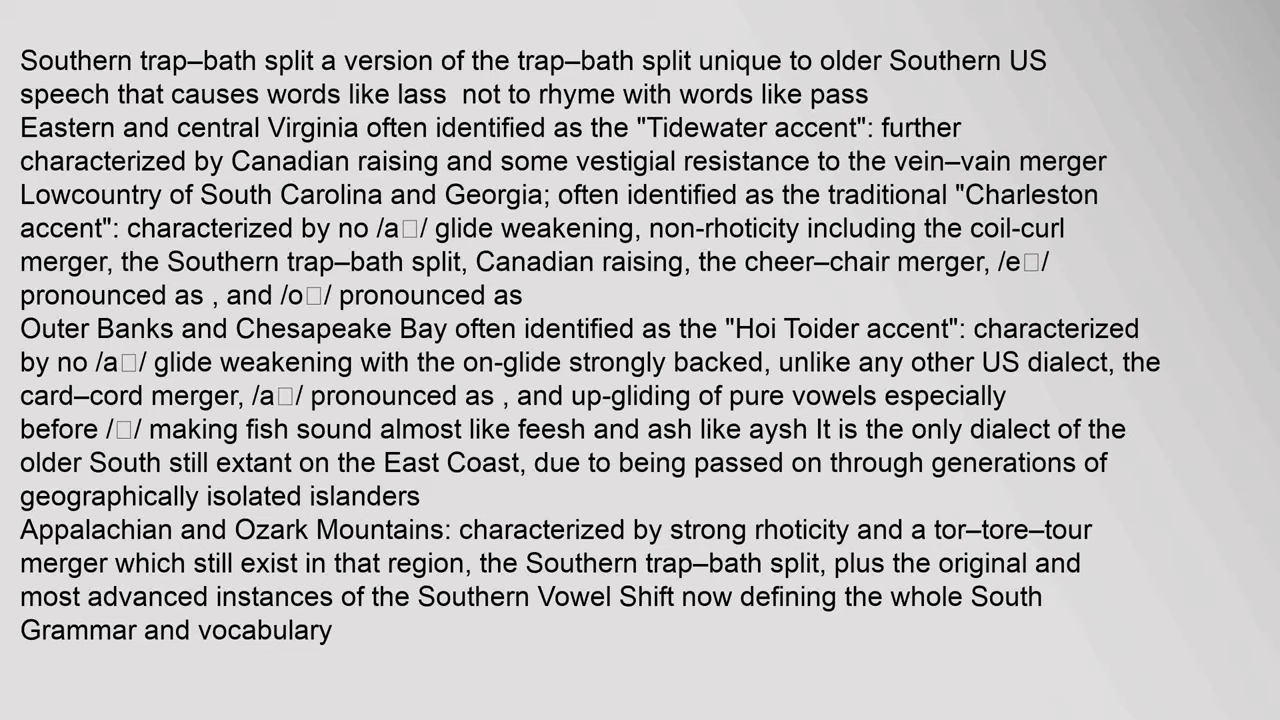 Southern trap–bath split a version of the trap–bath split unique to older Southern US
speech that causes words like lass  not to rhyme with words like pass
Eastern and central Virginia often identified as the "Tidewater accent": further
characterized by Canadian raising and some vestigial resistance to the vein–vain merger
Lowcountry of South Carolina and Georgia; often identified as the traditional "Charleston
accent": characterized by no /a□/ glide weakening, non-rhoticity including the coil-curl
merger, the Southern trap–bath split, Canadian raising, the cheer–chair merger, /e□/
pronounced as , and /o□/ pronounced as
Outer Banks and Chesapeake Bay often identified as the "Hoi Toider accent": characterized
by no /a□/ glide weakening with the on-glide strongly backed, unlike any other US dialect, the
card–cord merger, /a□/ pronounced as , and up-gliding of pure vowels especially
before /□/ making fish sound almost like feesh and ash like aysh It is the only dialect of the
older South still extant on the East Coast, due to being passed on through generations of
geographically isolated islanders
Appalachian and Ozark Mountains: characterized by strong rhoticity and a tor–tore–tour
merger which still exist in that region, the Southern trap–bath split, plus the original and
most advanced instances of the Southern Vowel Shift now defining the whole South
Grammar and vocabulary